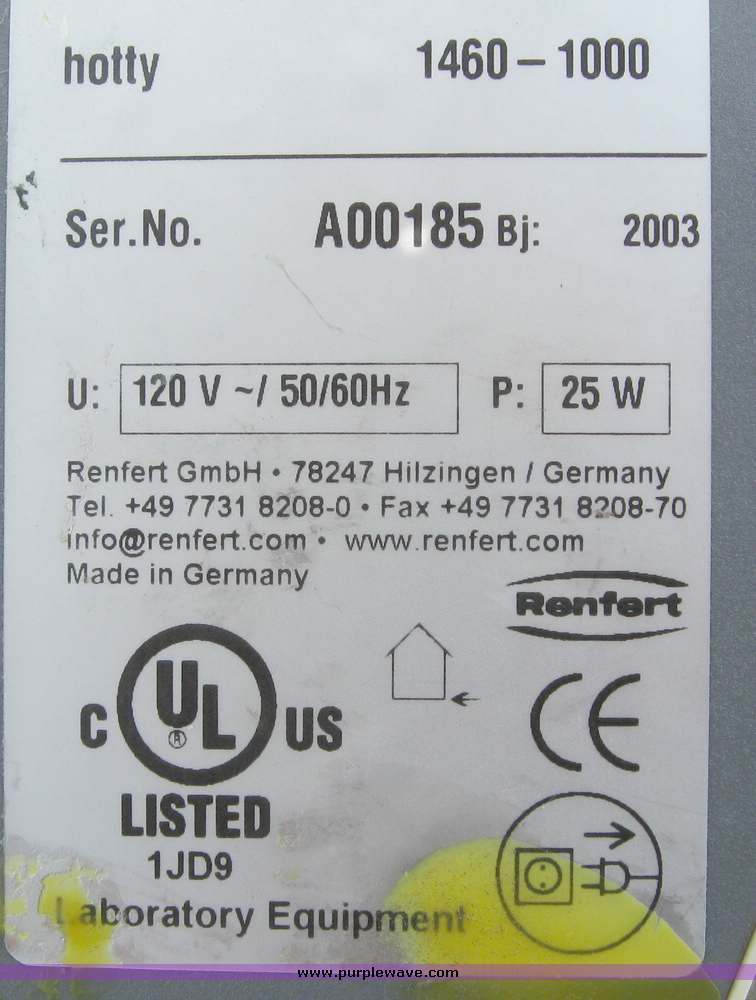 hotty 1460 – 1000
Ser.No. A00185 Bj: 2003
U: 120 V ~/ 50/60Hz P: 25 W
Renfert GmbH • 78247 Hilzingen / Germany
Tel. +49 7731 8208-0 • Fax +49 7731 8208-70
info@renfert.com • www.renfert.com
Made in Germany
Renfert
C UL ® US
CE
LISTED
1JD9
Laboratory Equipment
www.purplewave.com